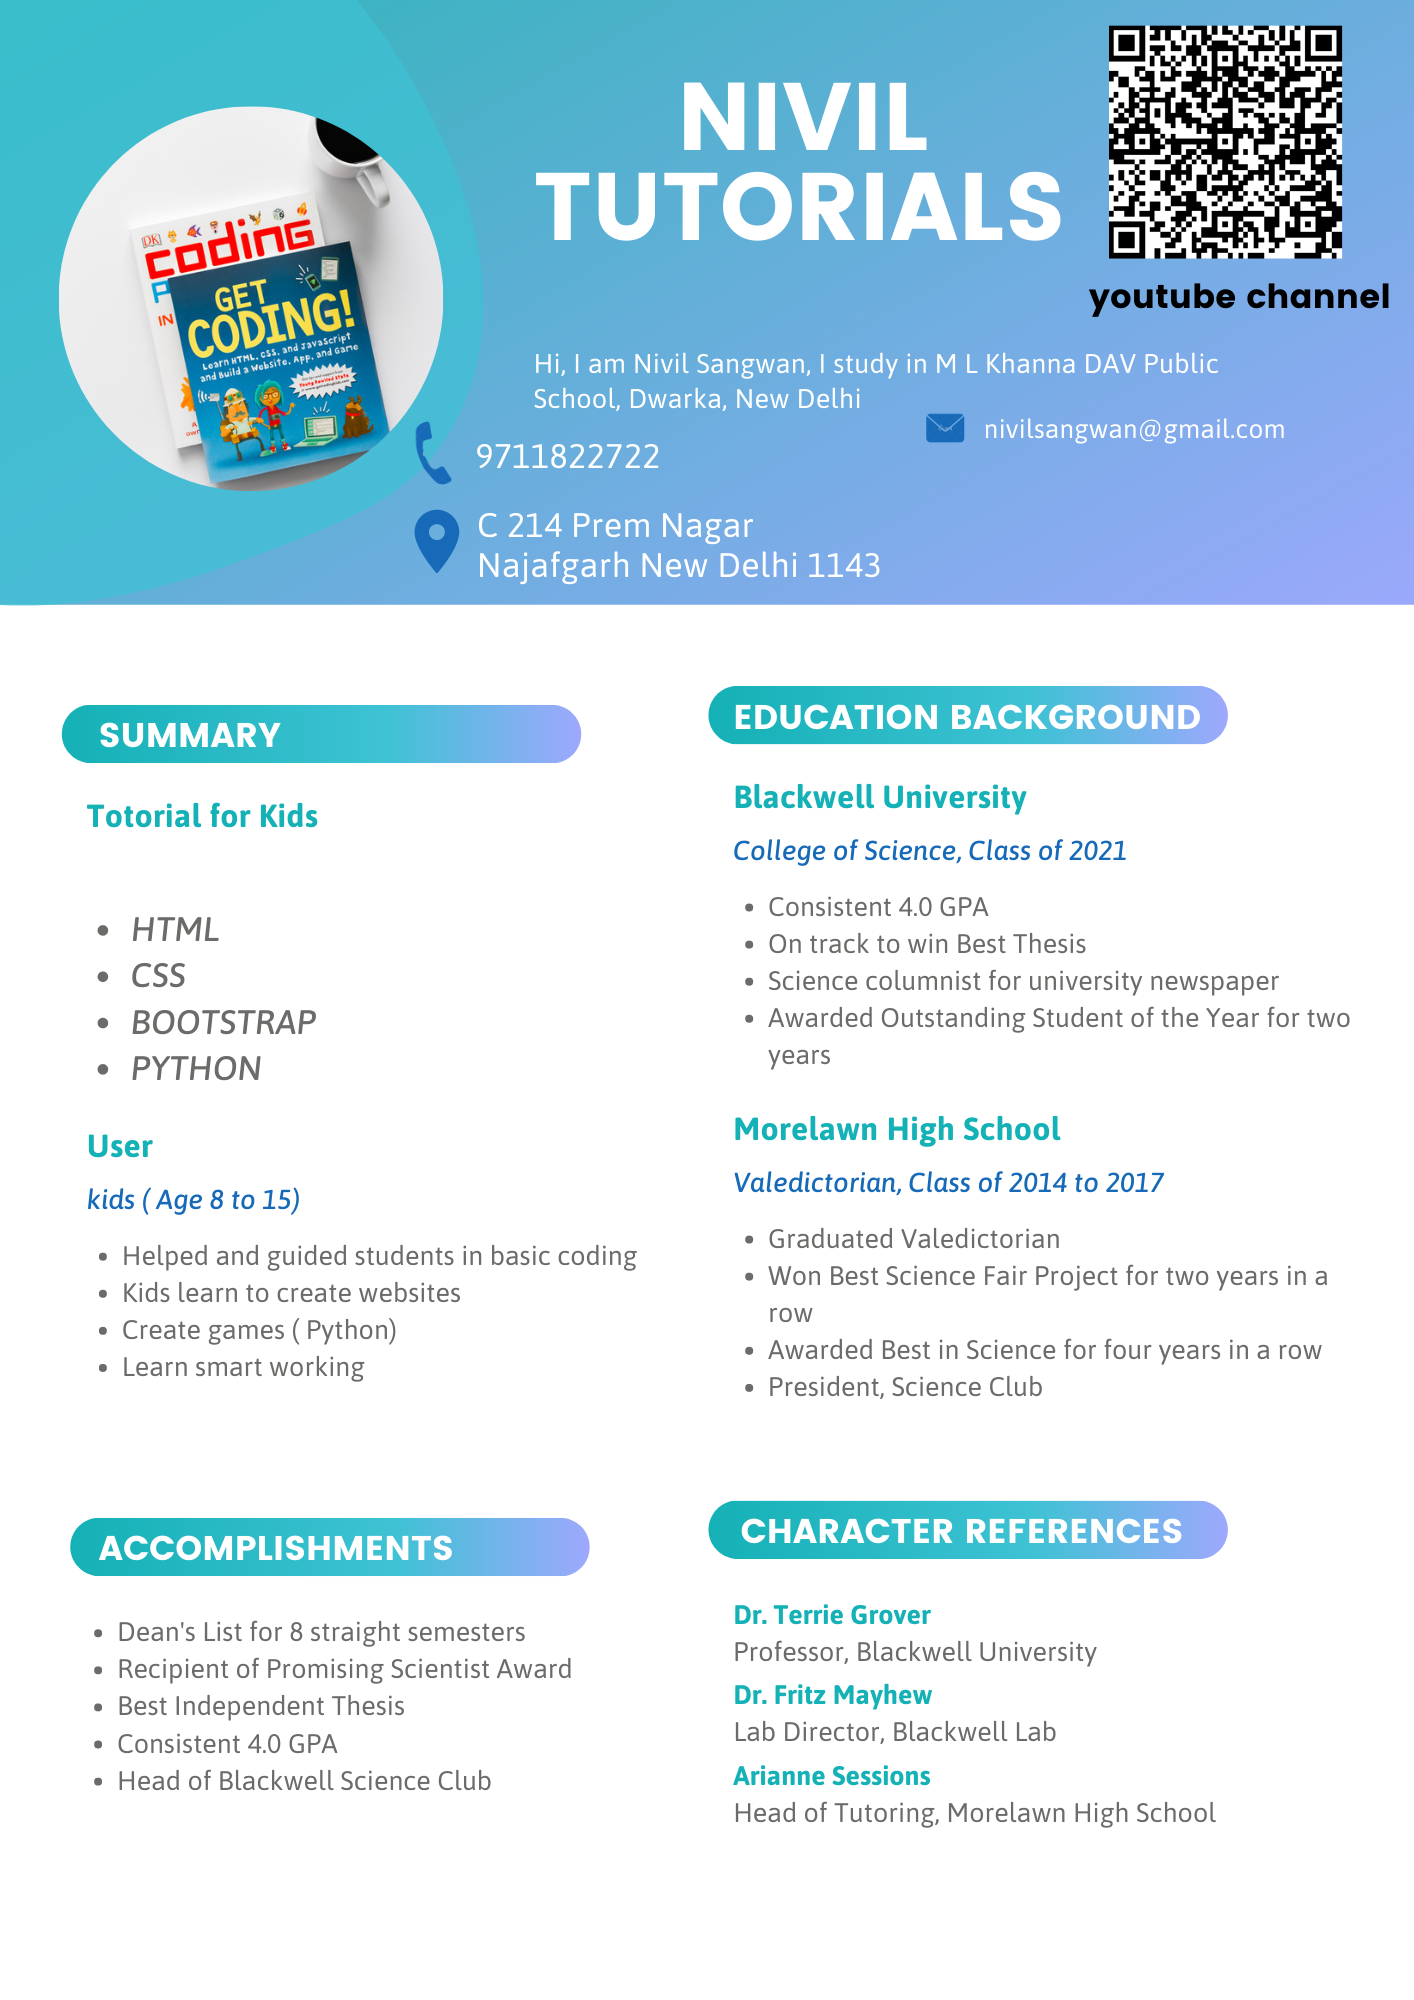 NIVIL
TUTORIALS
youtube channel
DK
coding
IN
GET
CODING!
Learn HTML, CSS, and JavaScript
and Build a Website, App, and Game
Young Rewired State
Hi, I am Nivil Sangwan, I study in M L Khanna DAV Public
School, Dwarka, New Delhi
nivilsangwan@gmail.com
9711822722
C 214 Prem Nagar
Najafgarh New Delhi 1143
SUMMARY
Totorial for Kids
• HTML
• CSS
• BOOTSTRAP
• PYTHON
User
kids ( Age 8 to 15)
• Helped and guided students in basic coding
• Kids learn to create websites
• Create games ( Python)
• Learn smart working
ACCOMPLISHMENTS
• Dean's List for 8 straight semesters
• Recipient of Promising Scientist Award
• Best Independent Thesis
• Consistent 4.0 GPA
• Head of Blackwell Science Club
EDUCATION BACKGROUND
Blackwell University
College of Science, Class of 2021
• Consistent 4.0 GPA
• On track to win Best Thesis
• Science columnist for university newspaper
• Awarded Outstanding Student of the Year for two
years
Morelawn High School
Valedictorian, Class of 2014 to 2017
• Graduated Valedictorian
• Won Best Science Fair Project for two years in a
row
• Awarded Best in Science for four years in a row
• President, Science Club
CHARACTER REFERENCES
Dr. Terrie Grover
Professor, Blackwell University
Dr. Fritz Mayhew
Lab Director, Blackwell Lab
Arianne Sessions
Head of Tutoring, Morelawn High School